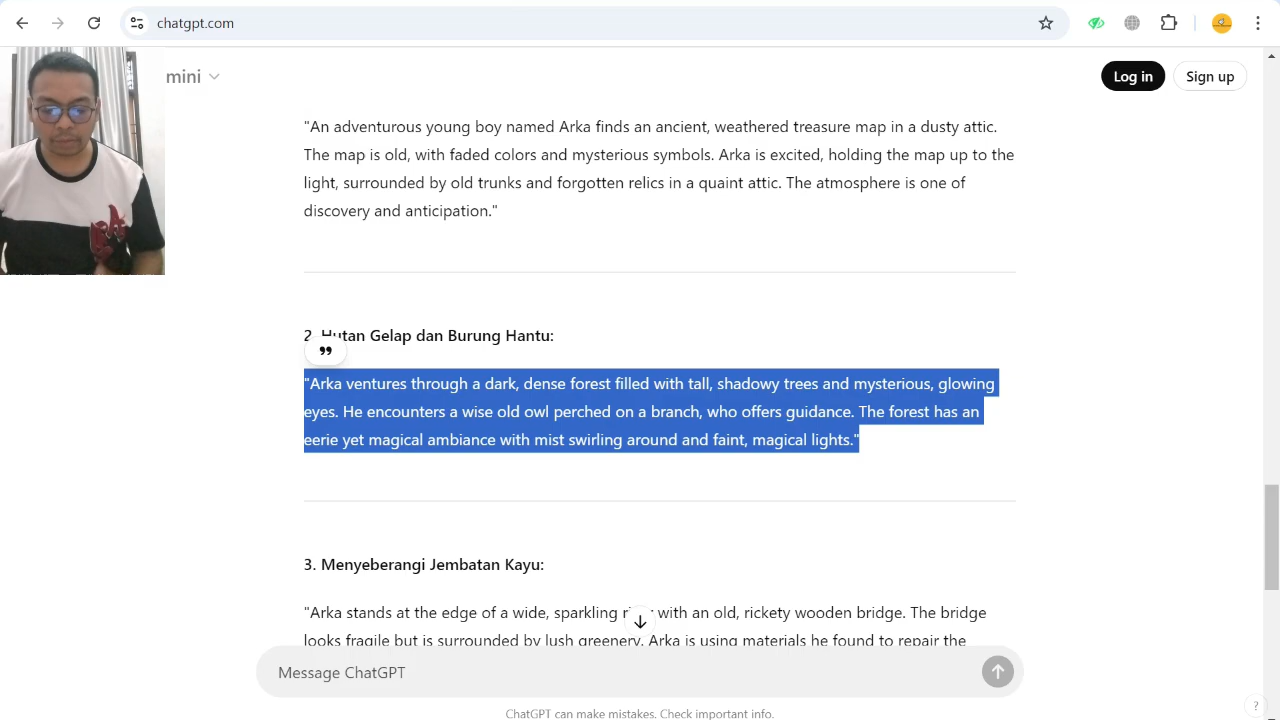 chatgpt.com
mini
Log in
Sign up
"An adventurous young boy named Arka finds an ancient, weathered treasure map in a dusty attic.
The map is old, with faded colors and mysterious symbols. Arka is excited, holding the map up to the
light, surrounded by old trunks and forgotten relics in a quaint attic. The atmosphere is one of
discovery and anticipation."
2. Hutan Gelap dan Burung Hantu:
"Arka ventures through a dark, dense forest filled with tall, shadowy trees and mysterious, glowing
eyes. He encounters a wise old owl perched on a branch, who offers guidance. The forest has an
eerie yet magical ambiance with mist swirling around and faint, magical lights."
3. Menyeberangi Jembatan Kayu:
"Arka stands at the edge of a wide, sparkling river with an old, rickety wooden bridge. The bridge
looks fragile but is surrounded by lush greenery. Arka is using materials he found to repair the
Message ChatGPT
ChatGPT can make mistakes. Check important info.
?